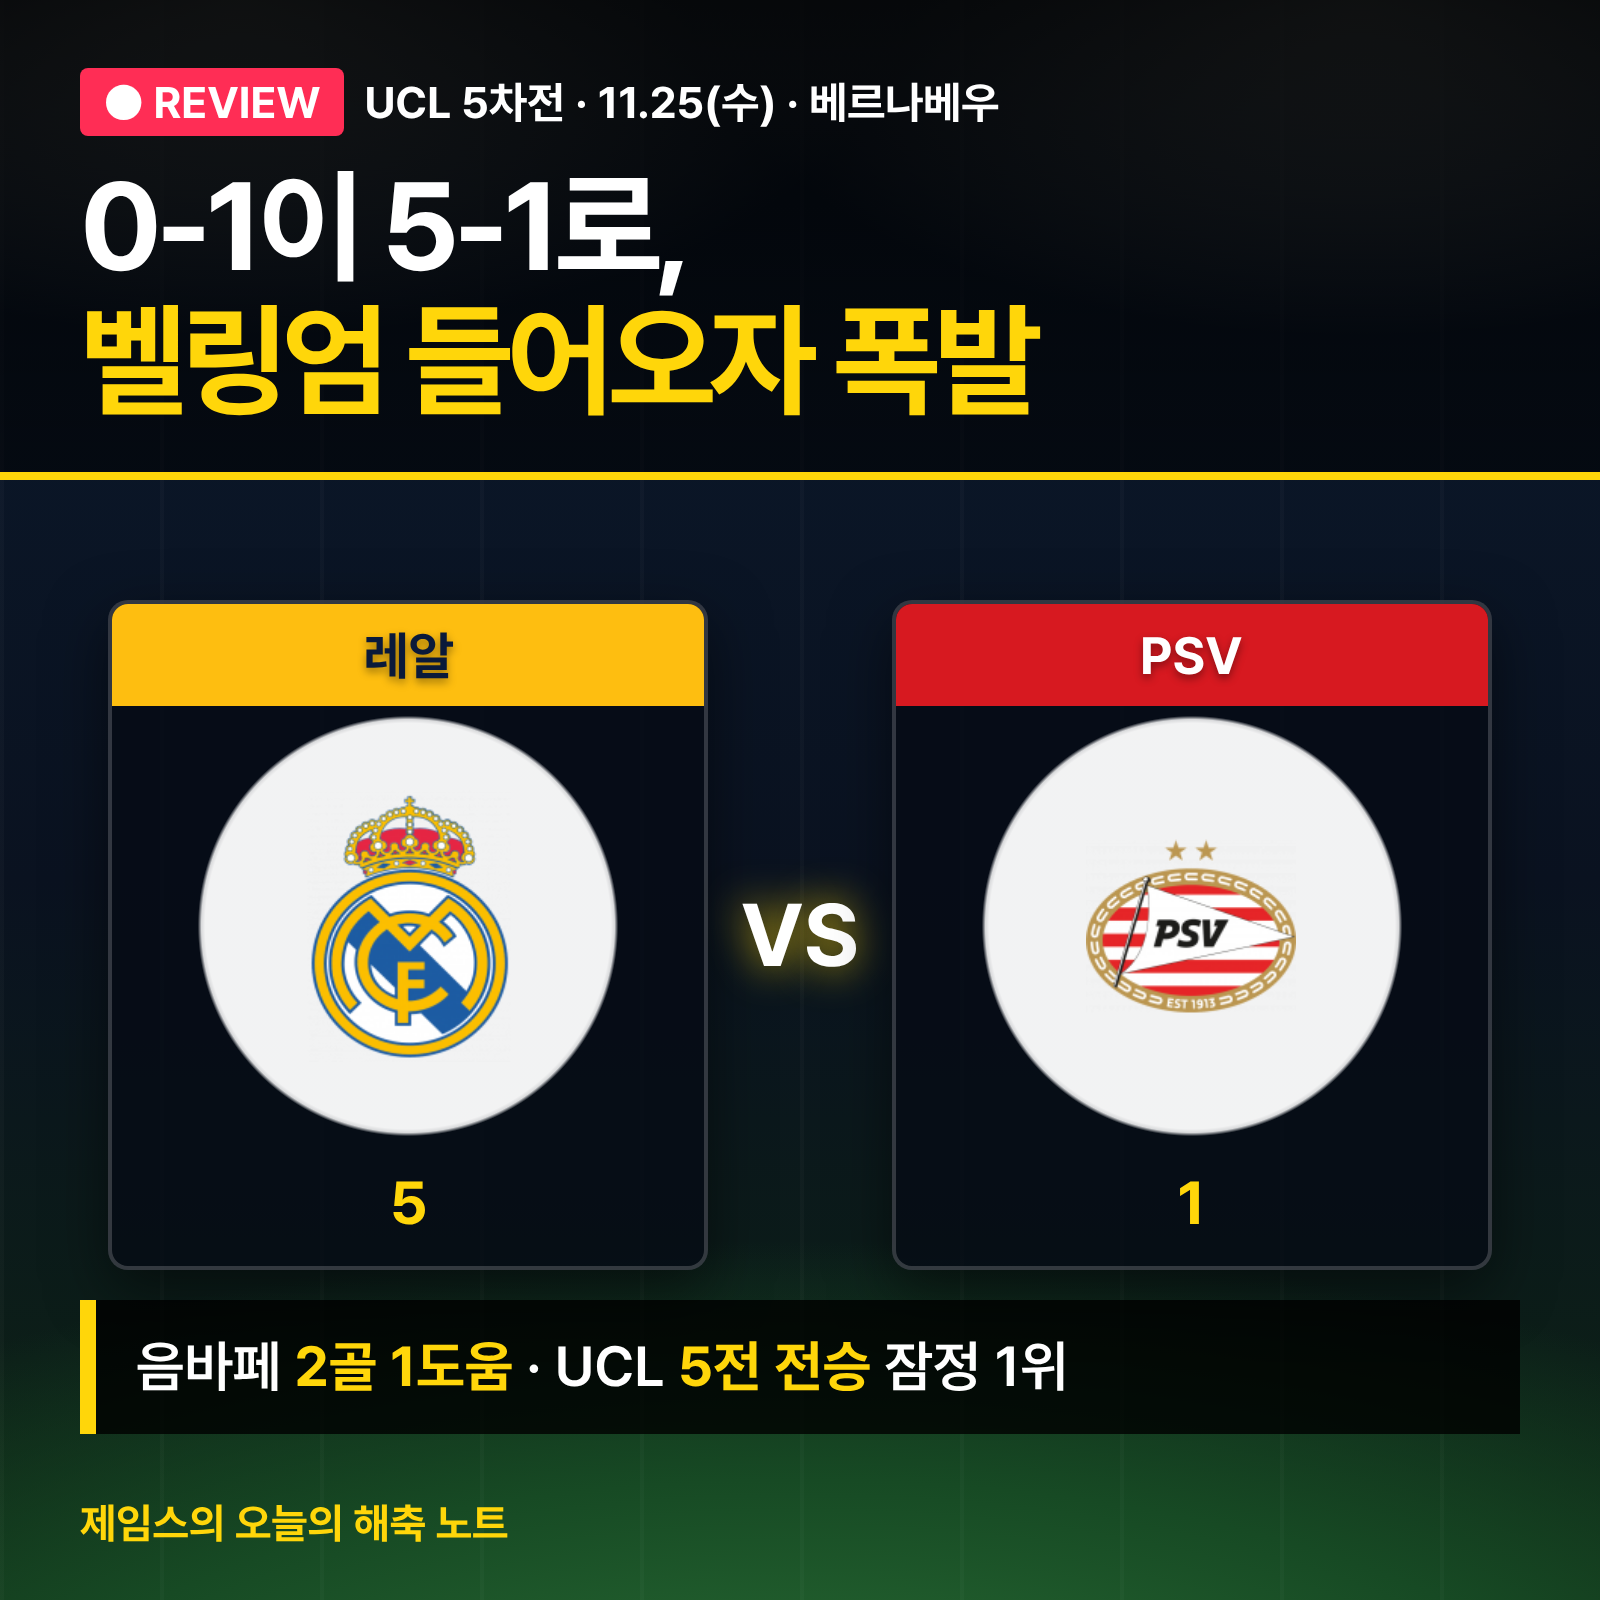 REVIEW UCL 5차전 · 11.25(수) · 베르나베우
0-1이 5-1로,
벨링엄 들어오자 폭발
레알
PSV
PSV
EST 1913
VS
5
1
음바페 2골 1도움 · UCL 5전 전승 잠정 1위
제임스의 오늘의 해축 노트